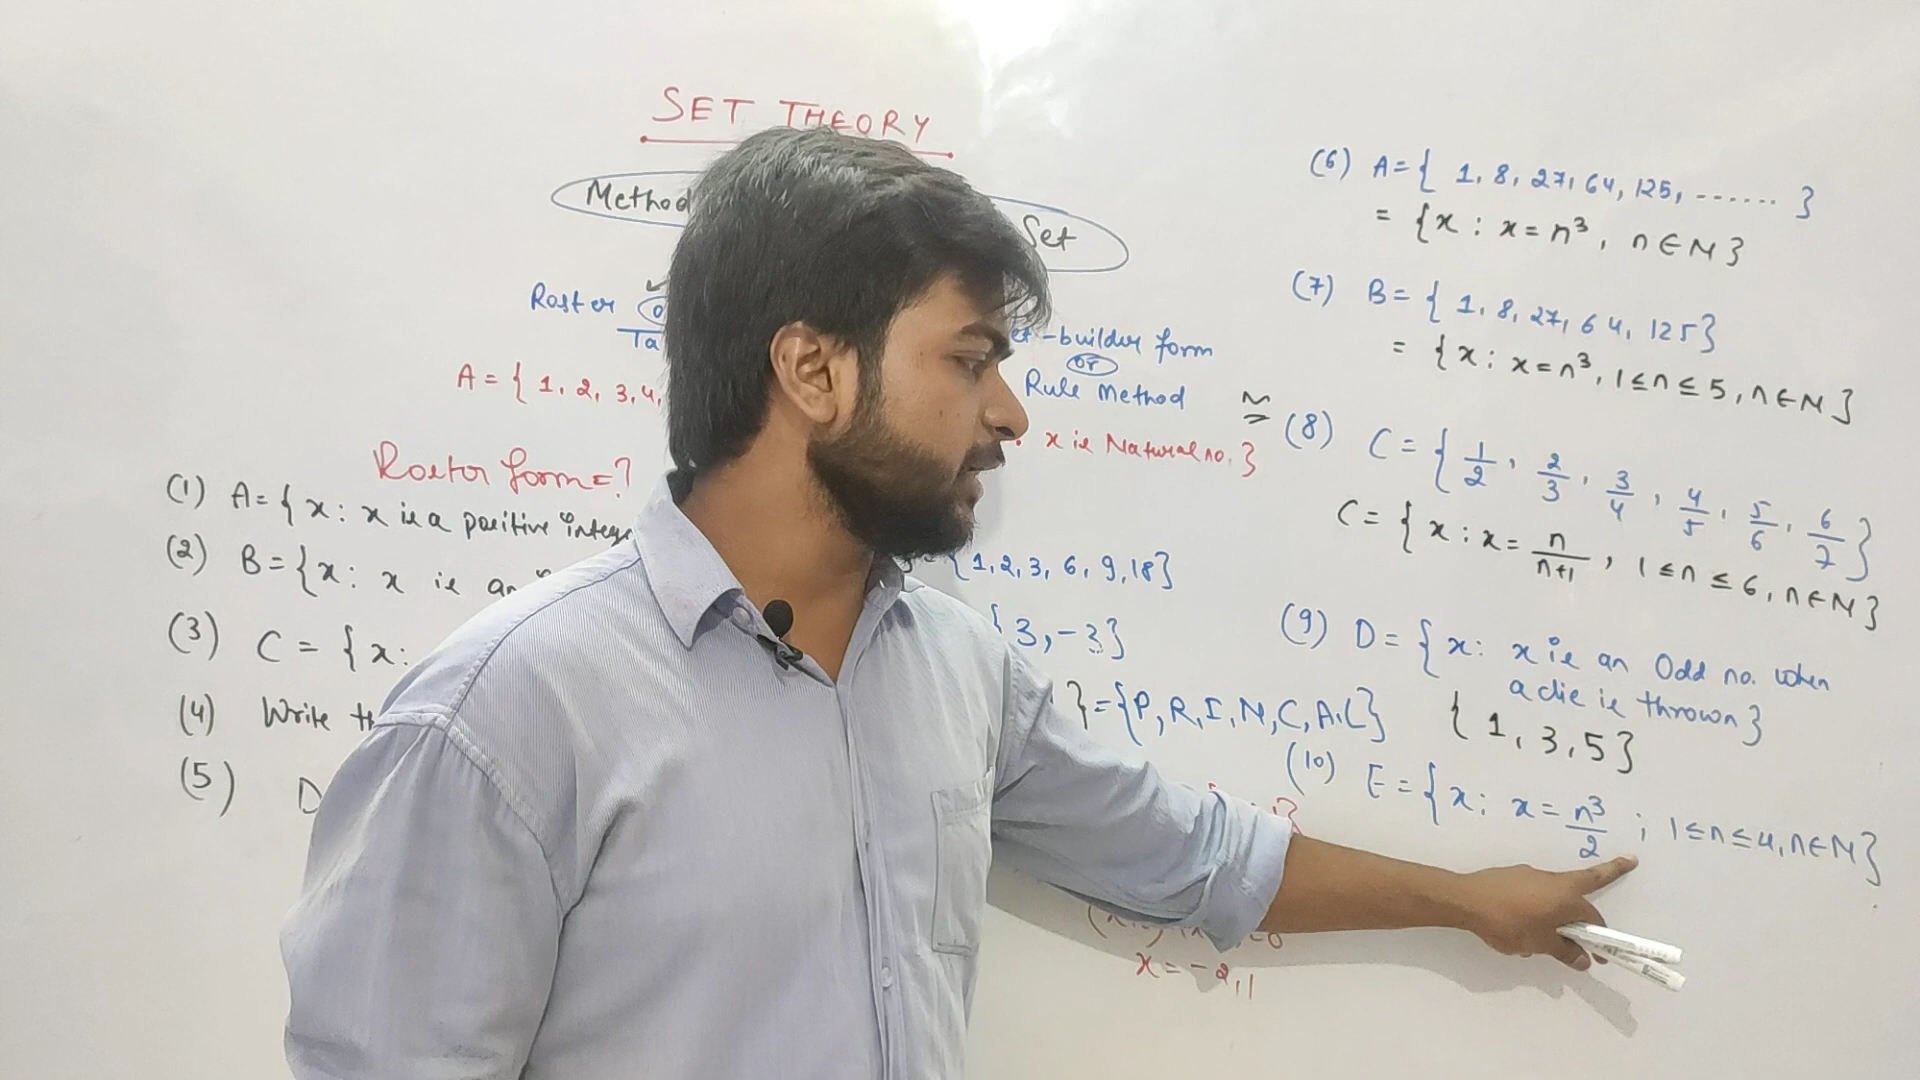 SET THEORY
Method
Set
Roster
Ta
-builder form
or
Rule Method
A = { 1, 2, 3, 4,
x is Natural no. }
Rostor form = ?
(1) A = { x : x is a positive integ
(2) B = { x : x is an
{1, 2, 3, 6, 9, 18}
(3) C = { x :
{3, -3}
(4) Write th
} = {P, R, I, N, C, A, L}
(5) D
x = -2, 1
(6) A = { 1, 8, 27, 64, 125, ....... }
= { x : x = n³, n ∈ N }
(7) B = { 1, 8, 27, 64, 125 }
= { x : x = n³, 1 ≤ n ≤ 5, n ∈ N }
(8) C = { 1/2, 2/3, 3/4, 4/5, 5/6, 6/7 }
C = { x : x = n/n+1, 1 ≤ n ≤ 6, n ∈ N }
(9) D = { x : x is an Odd no. when
a die is thrown }
{ 1, 3, 5 }
(10) E = { x : x = n³/2 ; 1 ≤ n ≤ 4, n ∈ N }